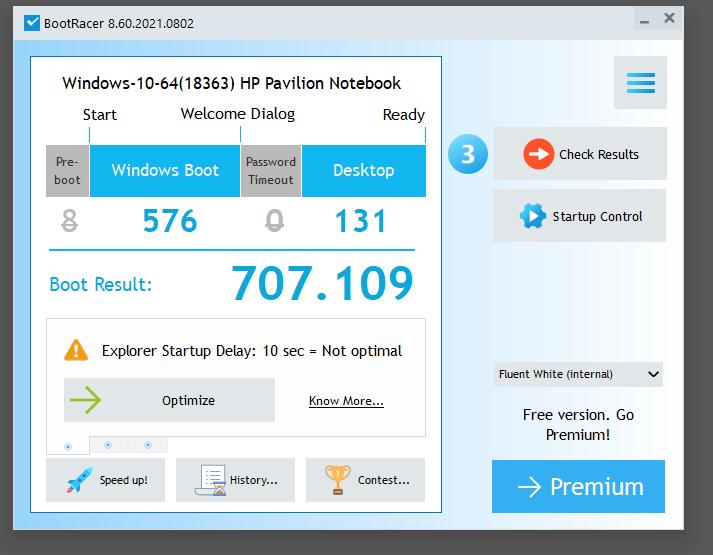 BootRacer 8.60.2021.0802
Windows-10-64(18363) HP Pavilion Notebook
Start
Welcome Dialog
Ready
Pre-
boot
Windows Boot
Password
Timeout
Desktop
8
576
0
131
Boot Result:
707.109
Explorer Startup Delay: 10 sec = Not optimal
Optimize
Know More...
Speed up!
History...
Contest...
3
Check Results
Startup Control
Fluent White (internal)
Free version. Go
Premium!
Premium